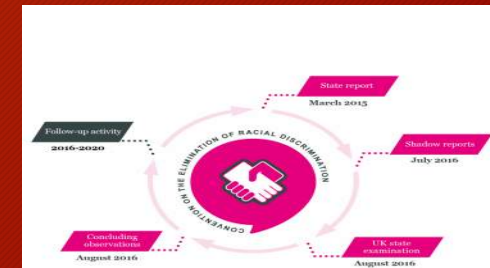 State report
March 2015
Shadow reports
July 2016
UK state
examination
August 2016
Concluding
observations
August 2016
Follow-up activity
2016-2020
CONVENTION ON THE ELIMINATION OF RACIAL DISCRIMINATION